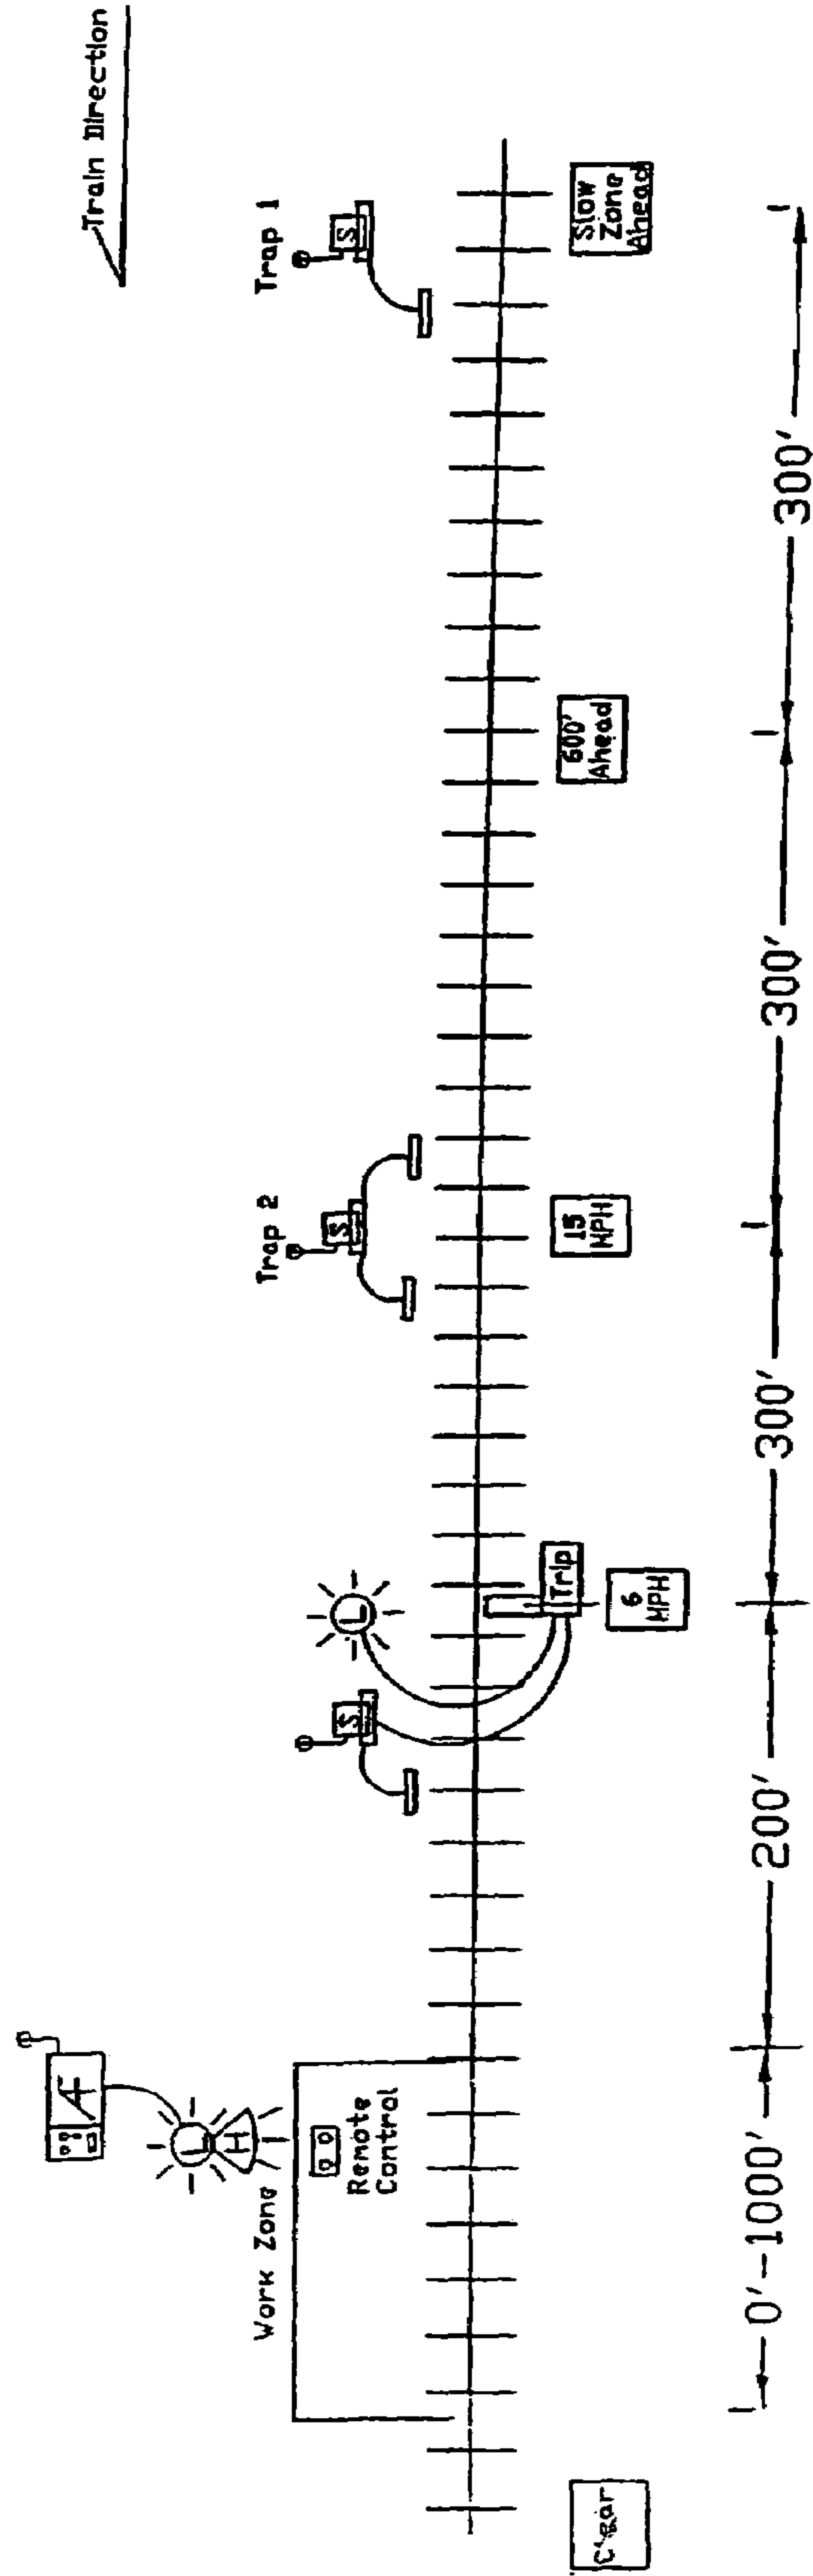 Train Direction
Trap 1
S
Slow
Zone
Ahead
300'
600'
Ahead
300'
Trap 2
S
15
MPH
300'
L
Trip
6
MPH
S
200'
L
H
Work Zone
Remote
Control
0'-1000'
Clear